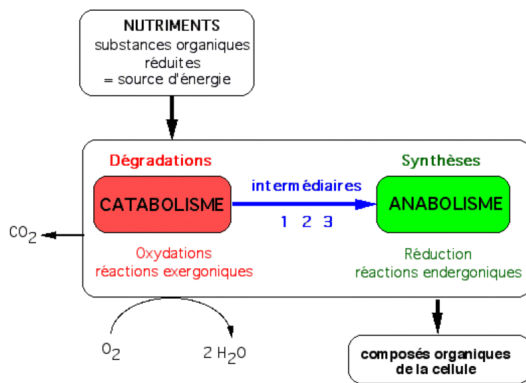 NUTRIMENTS
substances organiques
réduites
= source d'énergie
Dégradations
Synthèses
CATABOLISME
intermédiaires
1 2 3
ANABOLISME
CO2
Oxydations
réactions exergoniques
Réduction
réactions endergoniques
O2
2 H2O
composés organiques
de la cellule